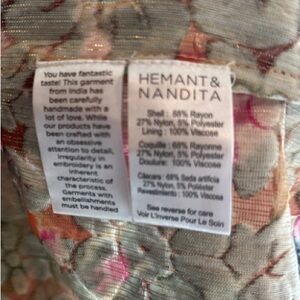 You have fantastic
taste! This garment
from India has
been carefully
handmade with a
lot of love. While
our products have
been crafted with
an obsessive
attention to detail,
irregularity in
embroidery is an
inherent
characteristic of
the process.
Garments with
embellishments
must be handled
HEMANT &
NANDITA
Shell : 68% Rayon
27% Nylon, 5% Polyester
Lining : 100% Viscose
Coquille : 68% Rayonne
27% Nylon, 5% Polyester
Doublure: 100% Viscose
Cáscara : 68% Seda artificia
27% Nylon, 5% Polyester
Revestimiento : 100% Viscose
See reverse for care
Voir L'inverse Pour Le Soin